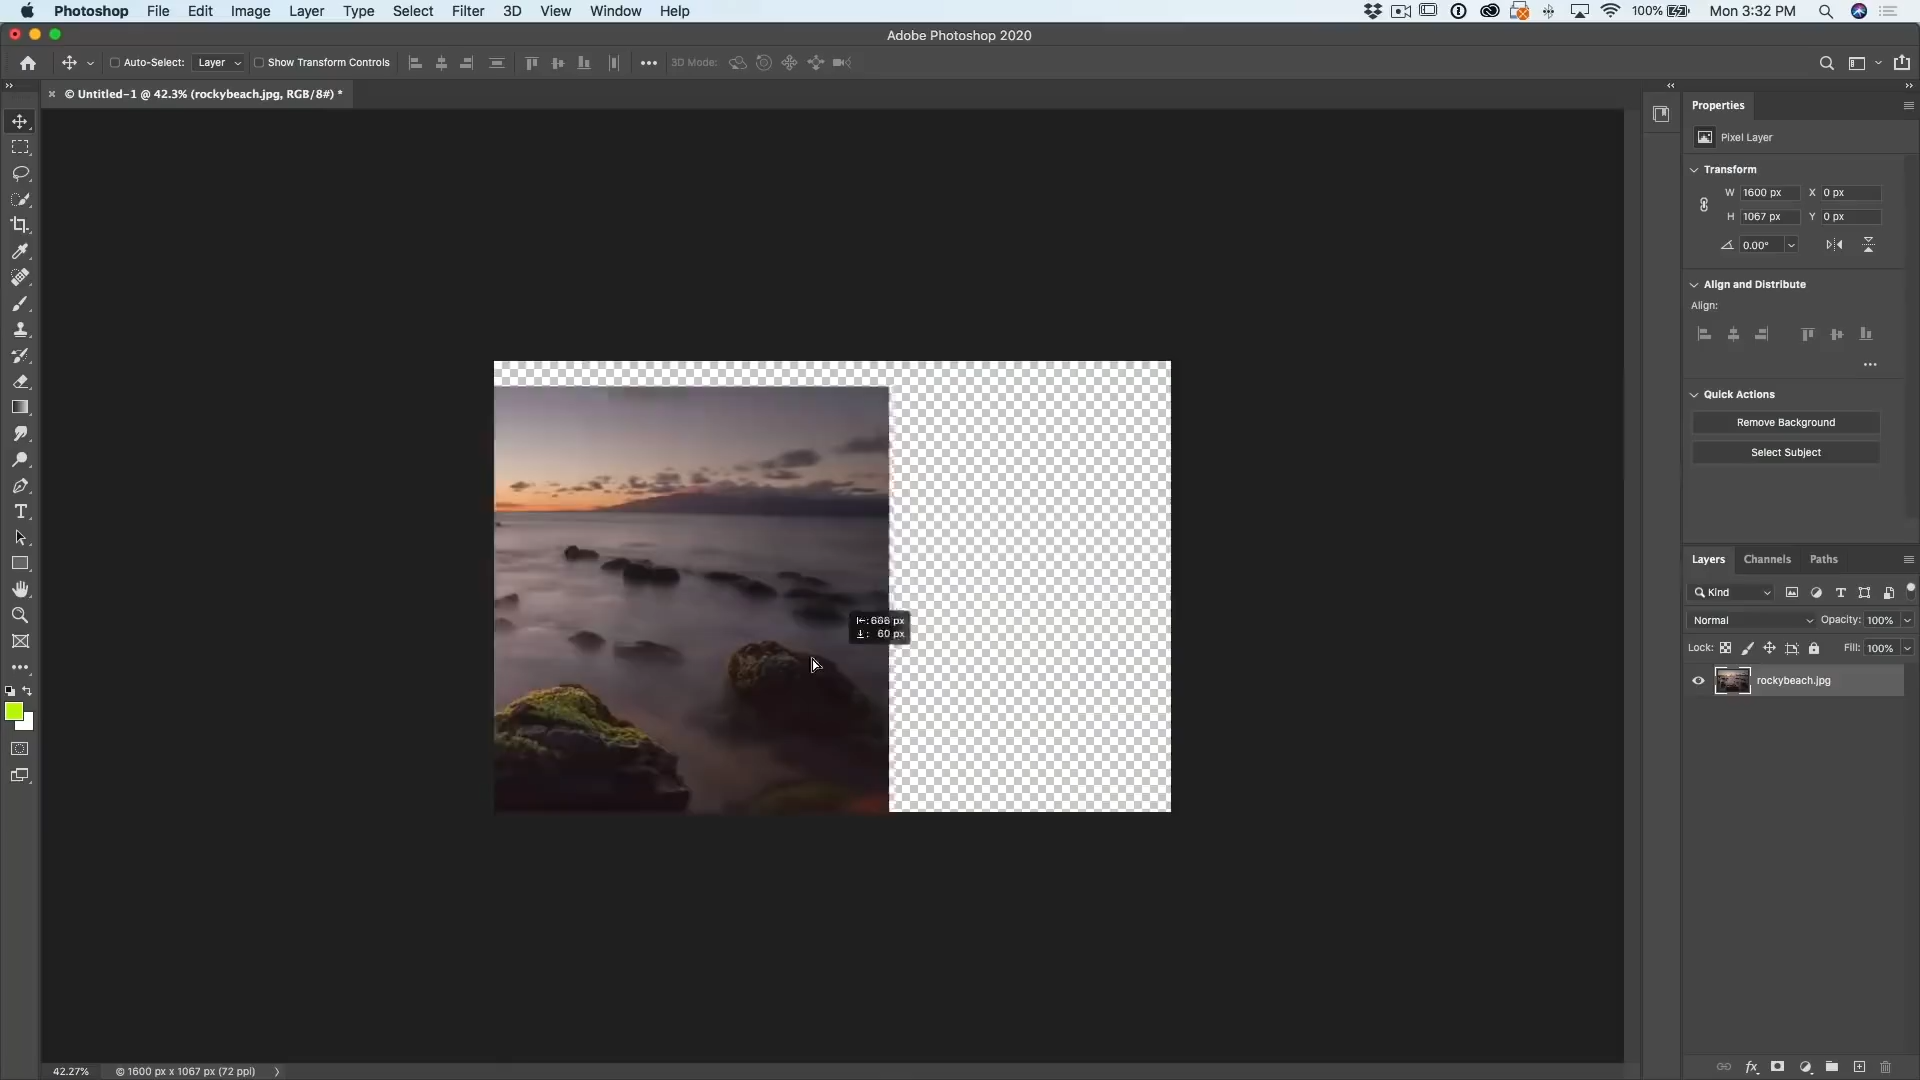 Photoshop File Edit Image Layer Type Select Filter 3D View Window Help 100% Mon 3:32 PM
Adobe Photoshop 2020
Auto-Select: Layer Show Transform Controls 3D Mode:
© Untitled-1 @ 42.3% (rockybeach.jpg, RGB/8#) *
Properties
Pixel Layer
Transform
W 1600 px X 0 px
H 1067 px Y 0 px
0.00°
Align and Distribute
Align:
Quick Actions
Remove Background
Select Subject
Layers Channels Paths
Kind
Normal Opacity: 100%
Lock: Fill: 100%
rockybeach.jpg
666 px
60 px
42.27% © 1600 px x 1067 px (72 ppi)